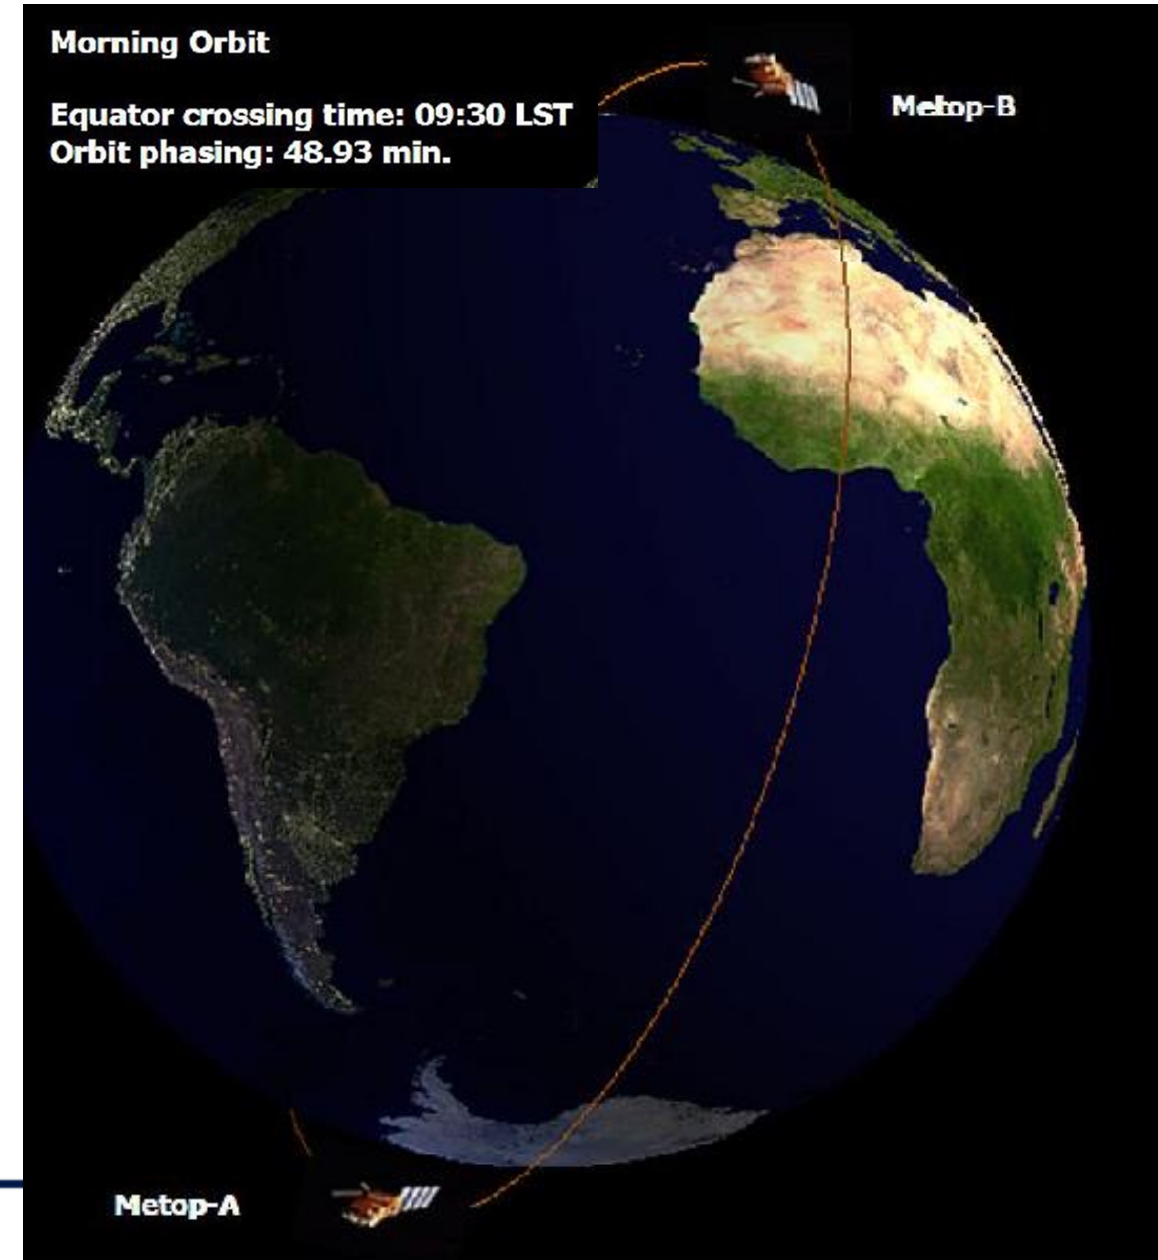 Morning Orbit
Equator crossing time: 09:30 LST
Orbit phasing: 48.93 min.
Metop-B
Metop-A